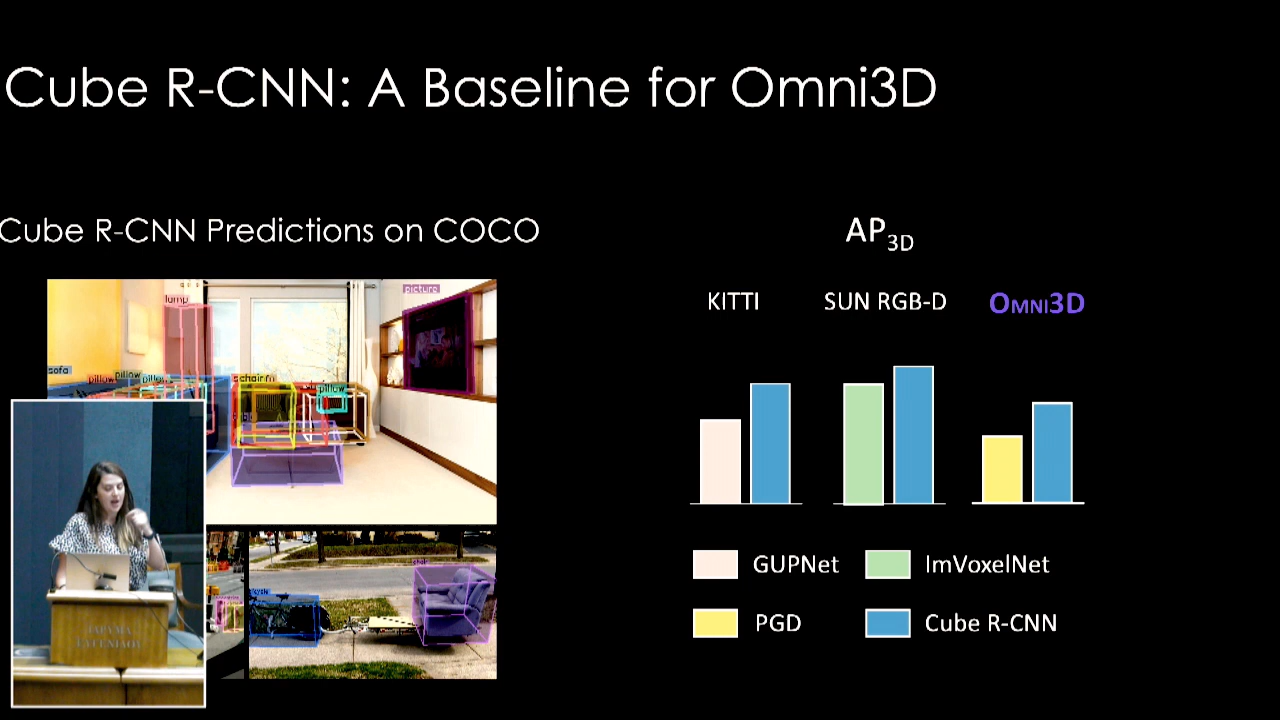 Cube R-CNN: A Baseline for Omni3D
Cube R-CNN Predictions on COCO
AP3D
KITTI
SUN RGB-D
OMNI3D
lamp
picture
sofa
pillow
pillow
pillow
chair
pillow
chair
GUPNet
ImVoxelNet
PGD
Cube R-CNN